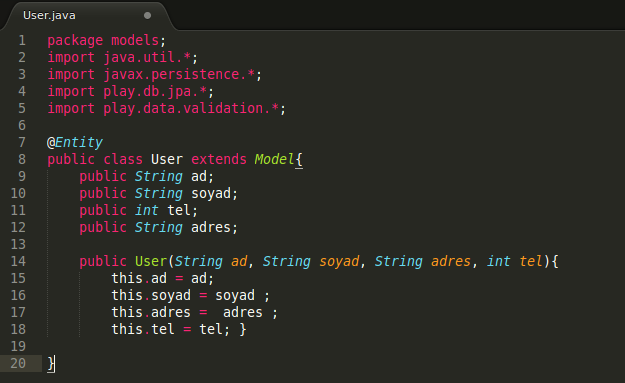 User.java
1 package models;
2 import java.util.*;
3 import javax.persistence.*;
4 import play.db.jpa.*;
5 import play.data.validation.*;
6
7 @Entity
8 public class User extends Model{
9 public String ad;
10 public String soyad;
11 public int tel;
12 public String adres;
13
14 public User(String ad, String soyad, String adres, int tel){
15 this.ad = ad;
16 this.soyad = soyad ;
17 this.adres =  adres ;
18 this.tel = tel; }
19
20 }